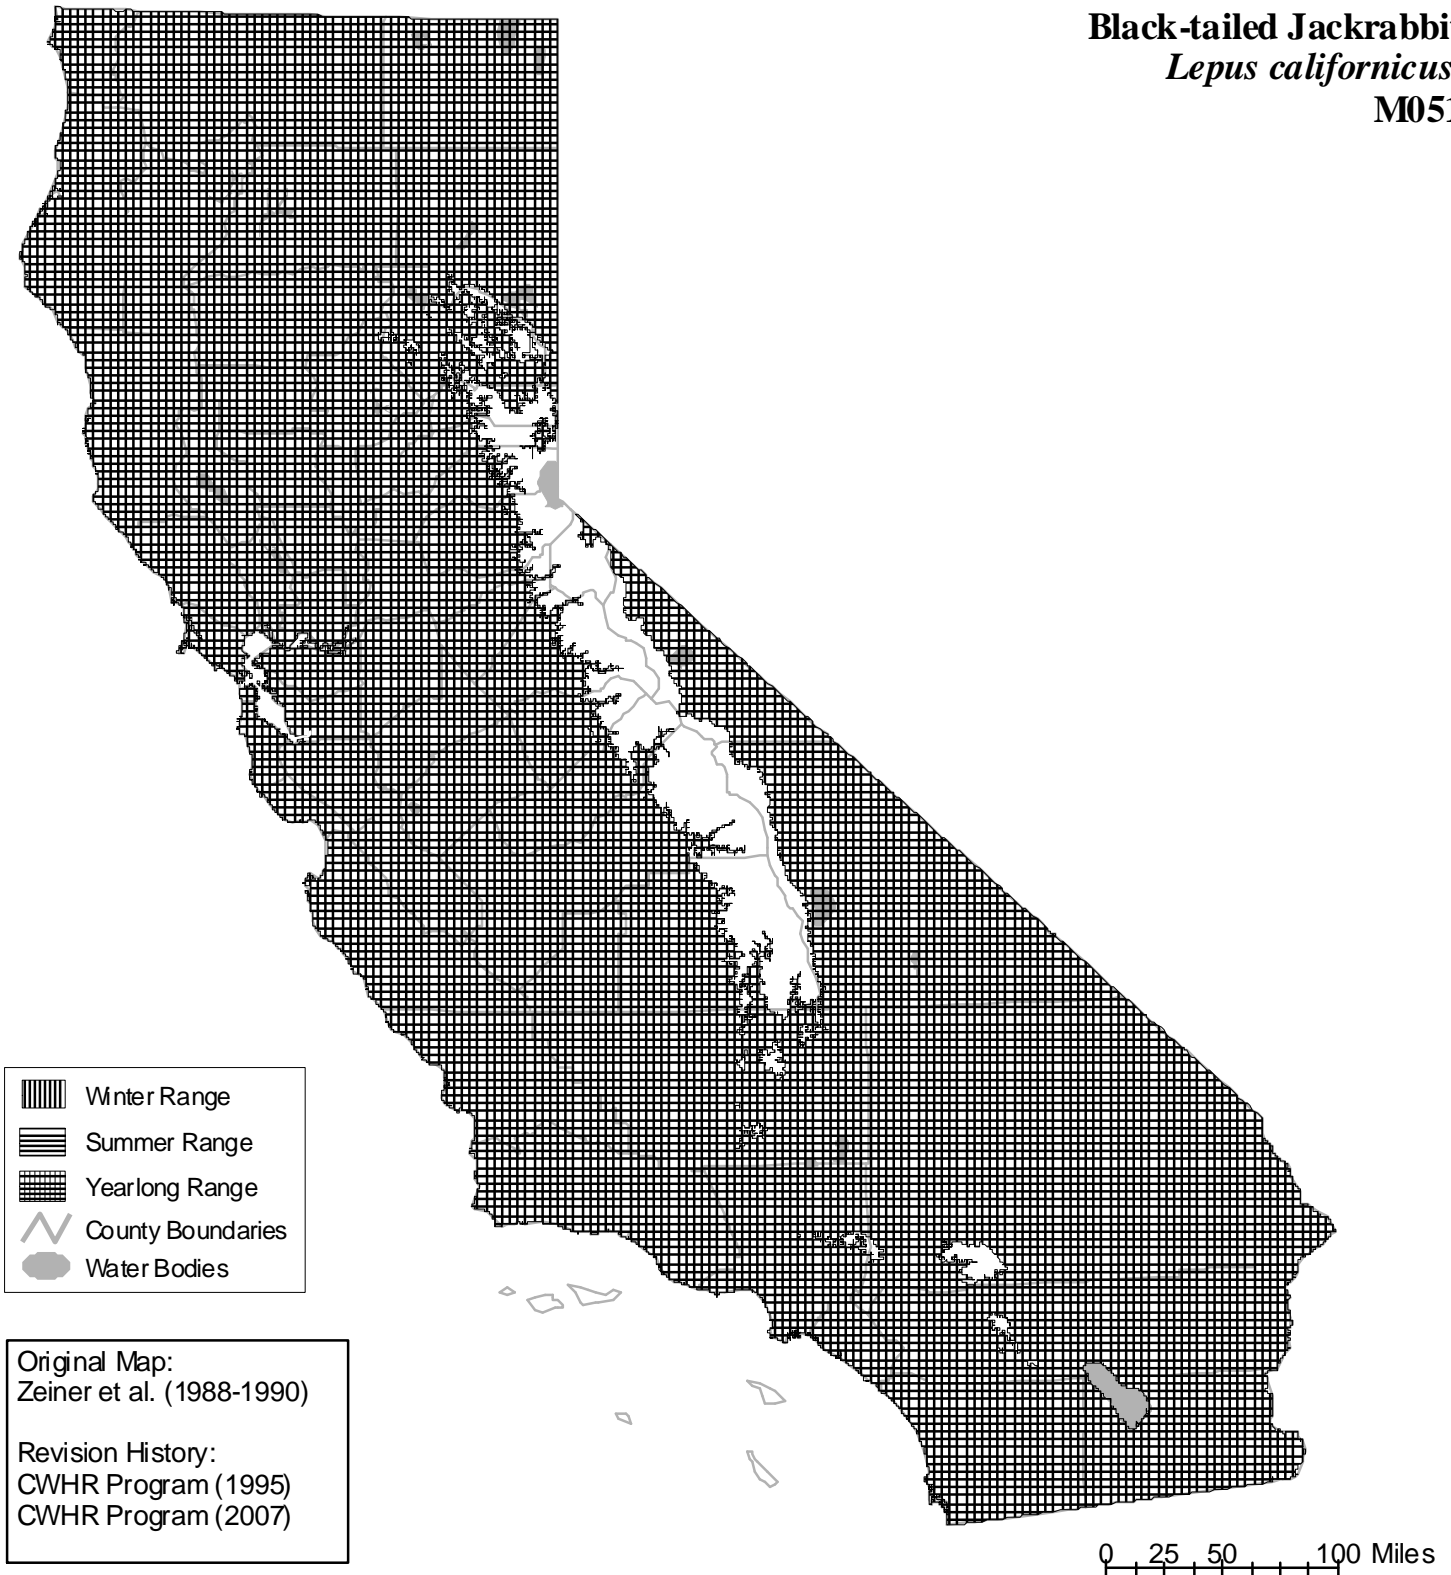 Black-tailed Jackrabbit
Lepus californicus
M051
Winter Range
Summer Range
Yearlong Range
County Boundaries
Water Bodies
Original Map:
Zeiner et al. (1988-1990)
Revision History:
CWHR Program (1995)
CWHR Program (2007)
0 25 50 100 Miles